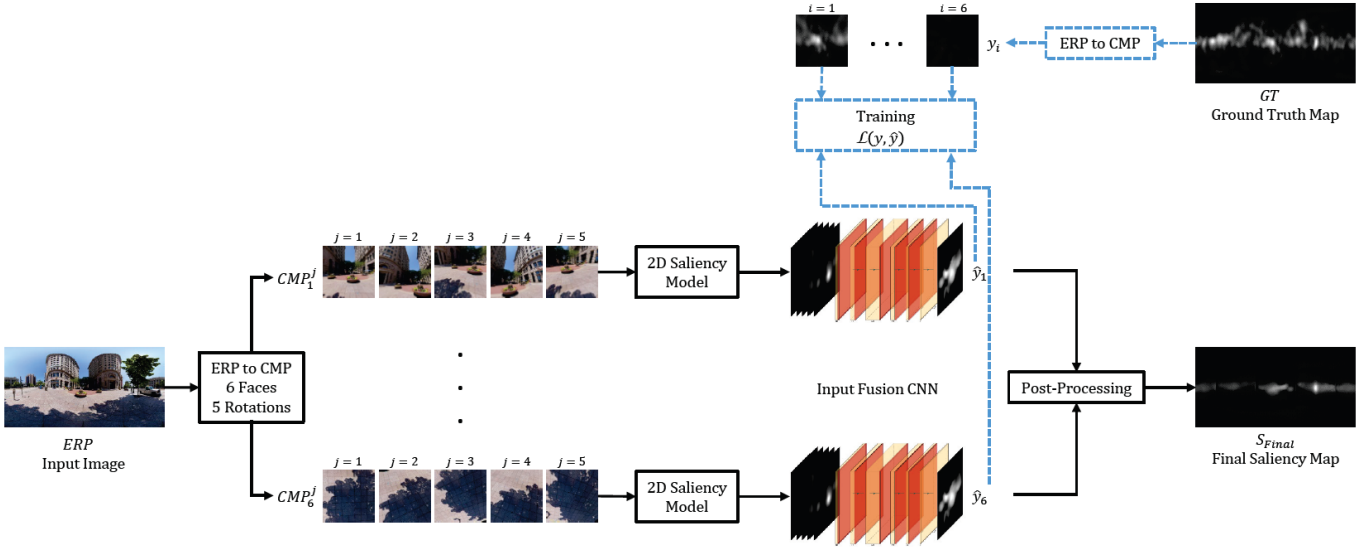 i = 1
i = 6
• • •
y_i
ERP to CMP
GT
Ground Truth Map
Training
ℒ(y, ŷ)
j = 1
j = 2
j = 3
j = 4
j = 5
CMP_1^j
2D Saliency
Model
ŷ_1
ERP to CMP
6 Faces
5 Rotations
ERP
Input Image
Input Fusion CNN
Post-Processing
S_Final
Final Saliency Map
j = 1
j = 2
j = 3
j = 4
j = 5
CMP_6^j
2D Saliency
Model
ŷ_6